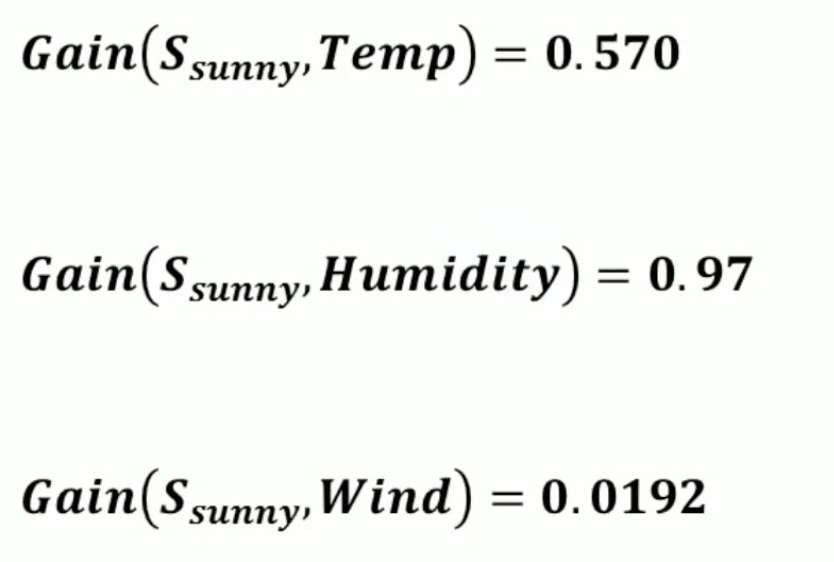 Gain(S_sunny, Temp) = 0.570
Gain(S_sunny, Humidity) = 0.97
Gain(S_sunny, Wind) = 0.0192